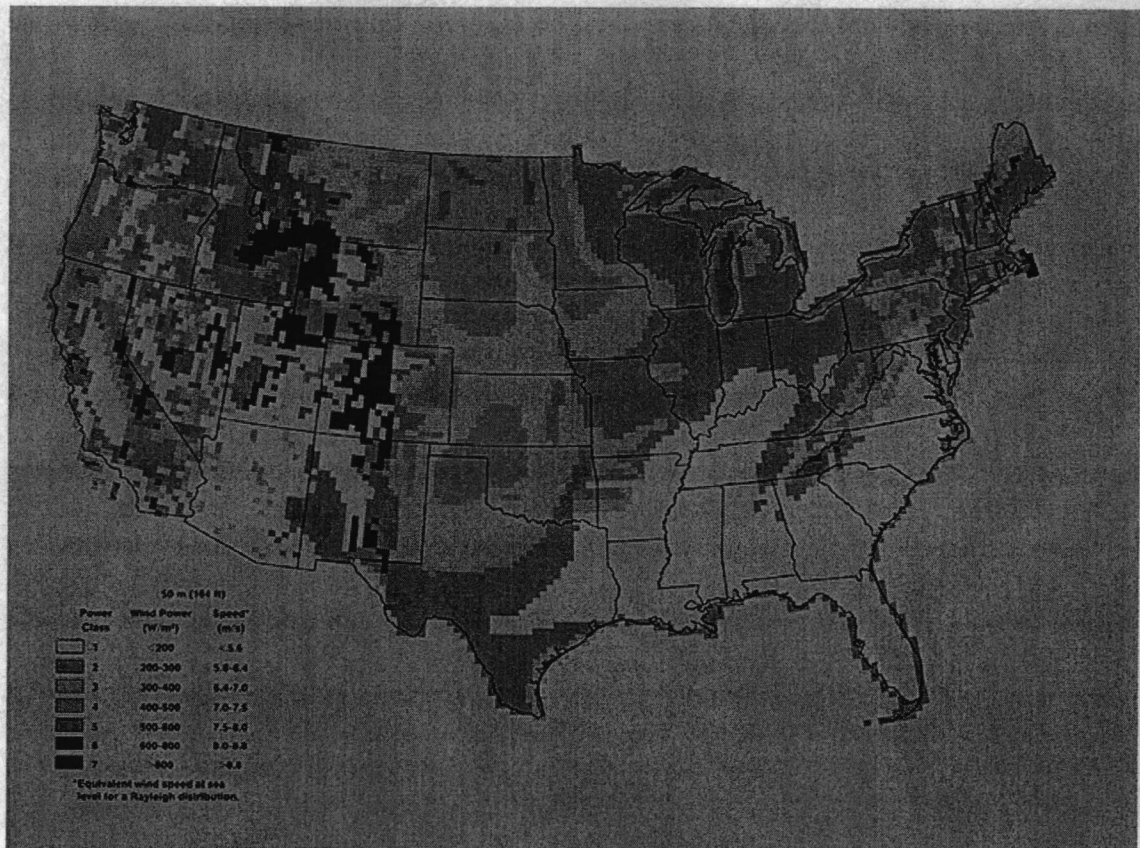 50 m (164 ft)
Power Wind Power Speed*
Class (W/m²) (m/s)
1 <200 <5.6
2 200-300 5.6-6.4
3 300-400 6.4-7.0
4 400-500 7.0-7.5
5 500-600 7.5-8.0
6 600-800 8.0-8.8
7 >800 >8.8
*Equivalent wind speed at sea
level for a Rayleigh distribution.